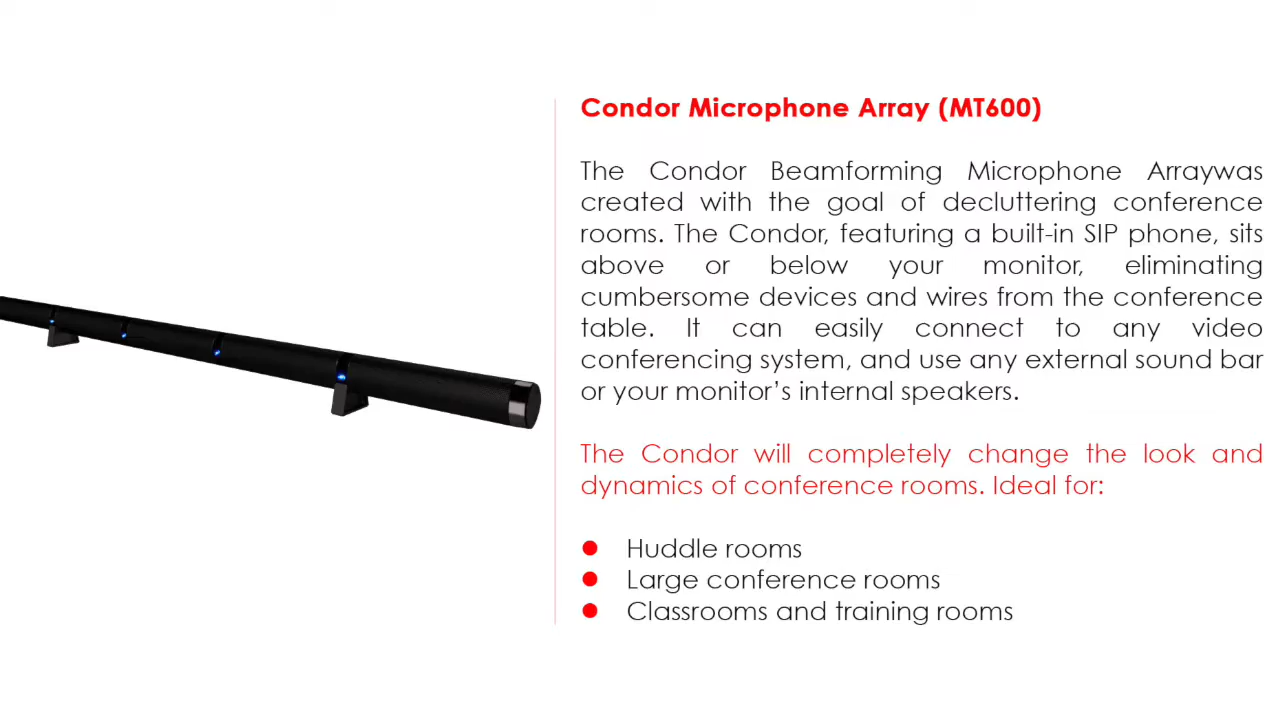 Condor Microphone Array (MT600)
The Condor Beamforming Microphone Arraywas
created with the goal of decluttering conference
rooms. The Condor, featuring a built-in SIP phone, sits
above or below your monitor, eliminating
cumbersome devices and wires from the conference
table. It can easily connect to any video
conferencing system, and use any external sound bar
or your monitor’s internal speakers.
The Condor will completely change the look and
dynamics of conference rooms. Ideal for:
● Huddle rooms
● Large conference rooms
● Classrooms and training rooms